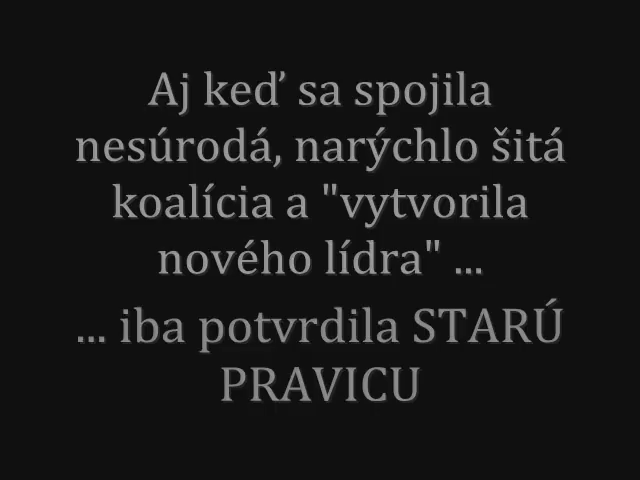 Aj keď sa spojila
nesúrodá, narýchlo šitá
koalícia a "vytvorila
nového lídra" ...
... iba potvrdila STARÚ
PRAVICU